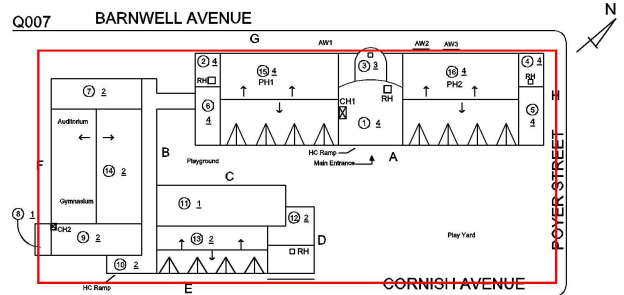 Q007 BARNWELL AVENUE
N
G
AW1 AW2 AW3
2 4
3 3
4 4
15 4
16 4
RH
PH1
PH2
RH
RH
7 2
6
4
CH1
5
4
H
1 4
Auditorium
F
B
14 2
Playground
HC Ramp
Main Entrance
A
POYER STREET
C
Gymnasium
11 1
8 1
CH2
9 2
12 2
13 2
D
Play Yard
RH
10 2
HC Ramp
E
CORNISH AVENUE